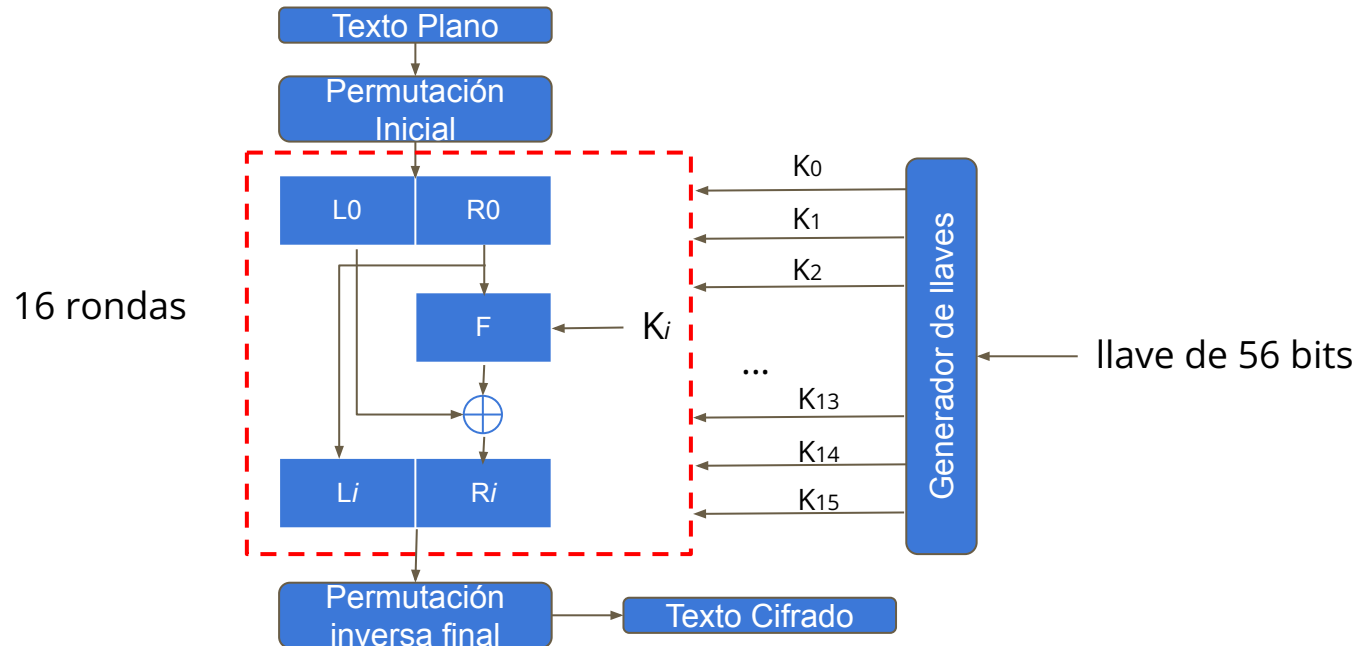 Texto Plano
Permutación
Inicial
L0
R0
F
Ki
Li
Ri
16 rondas
K0
K1
K2
...
K13
K14
K15
Generador de llaves
llave de 56 bits
Permutación
inversa final
Texto Cifrado